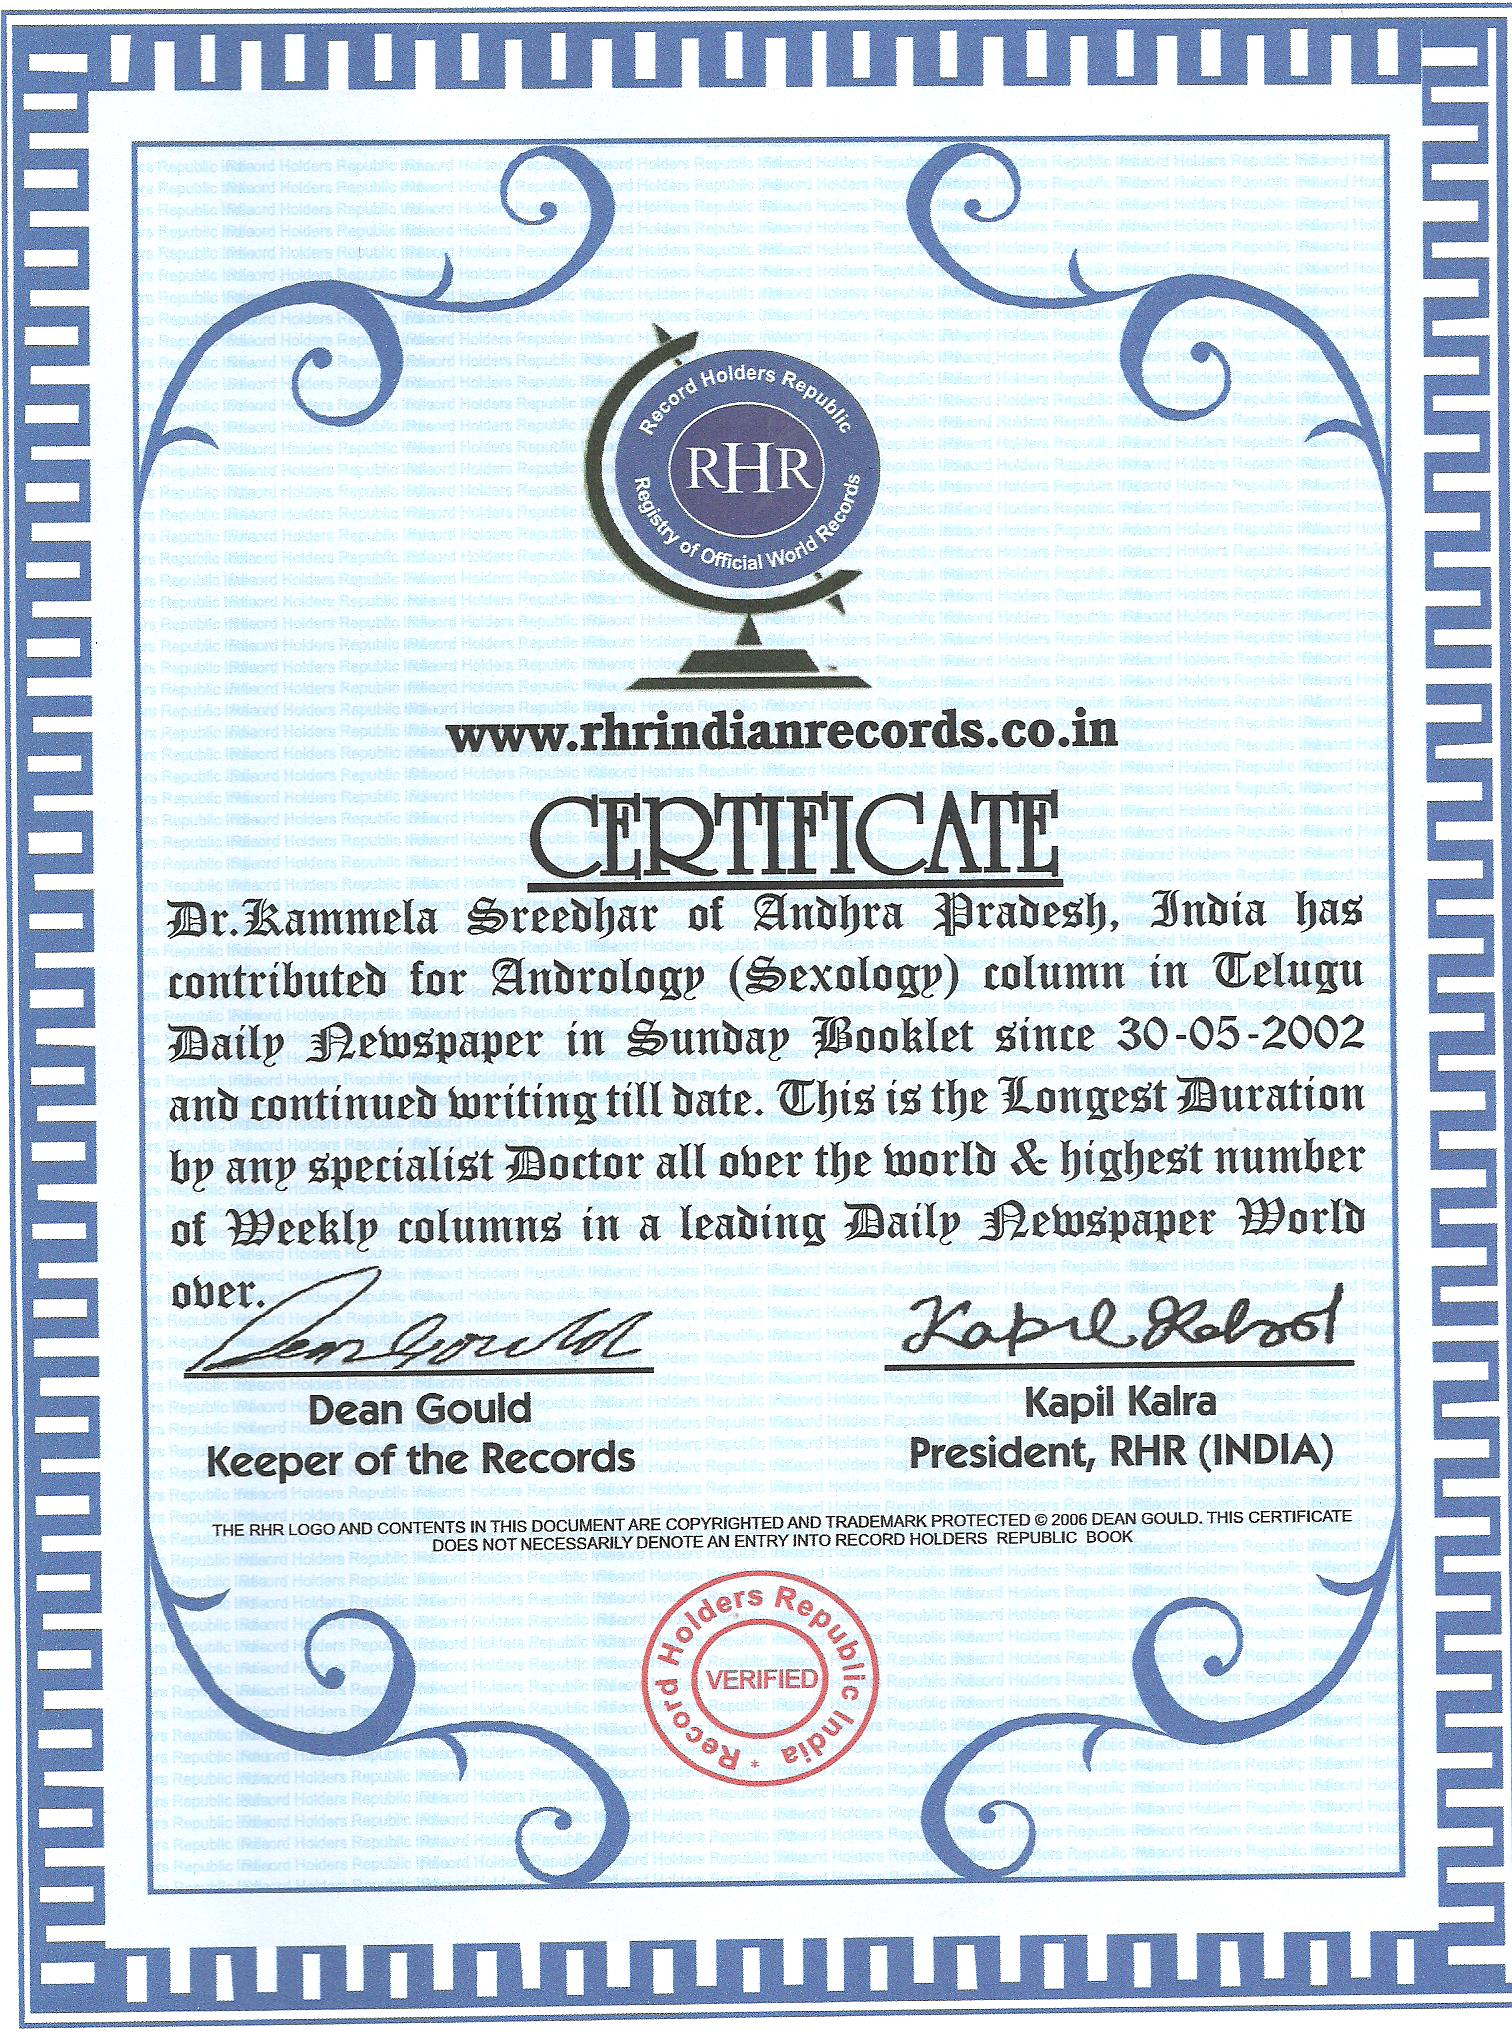 Record Holders Republic
RHR
Registry of Official World Records
www.rhrindianrecords.co.in
CERTIFICATE
Dr.Kammela Sreedhar of Andhra Pradesh, India has
contributed for Andrology (Sexology) column in Telugu
Daily Newspaper in Sunday Booklet since 30-05-2002
and continued writing till date. This is the Longest Duration
by any specialist Doctor all over the world & highest number
of Weekly columns in a leading Daily Newspaper World
over.
Dean Gould
Kapil Kalra
Dean Gould
Kapil Kalra
Keeper of the Records
President, RHR (INDIA)
THE RHR LOGO AND CONTENTS IN THIS DOCUMENT ARE COPYRIGHTED AND TRADEMARK PROTECTED © 2006 DEAN GOULD. THIS CERTIFICATE
DOES NOT NECESSARILY DENOTE AN ENTRY INTO RECORD HOLDERS REPUBLIC BOOK
Record Holders Republic India *
VERIFIED